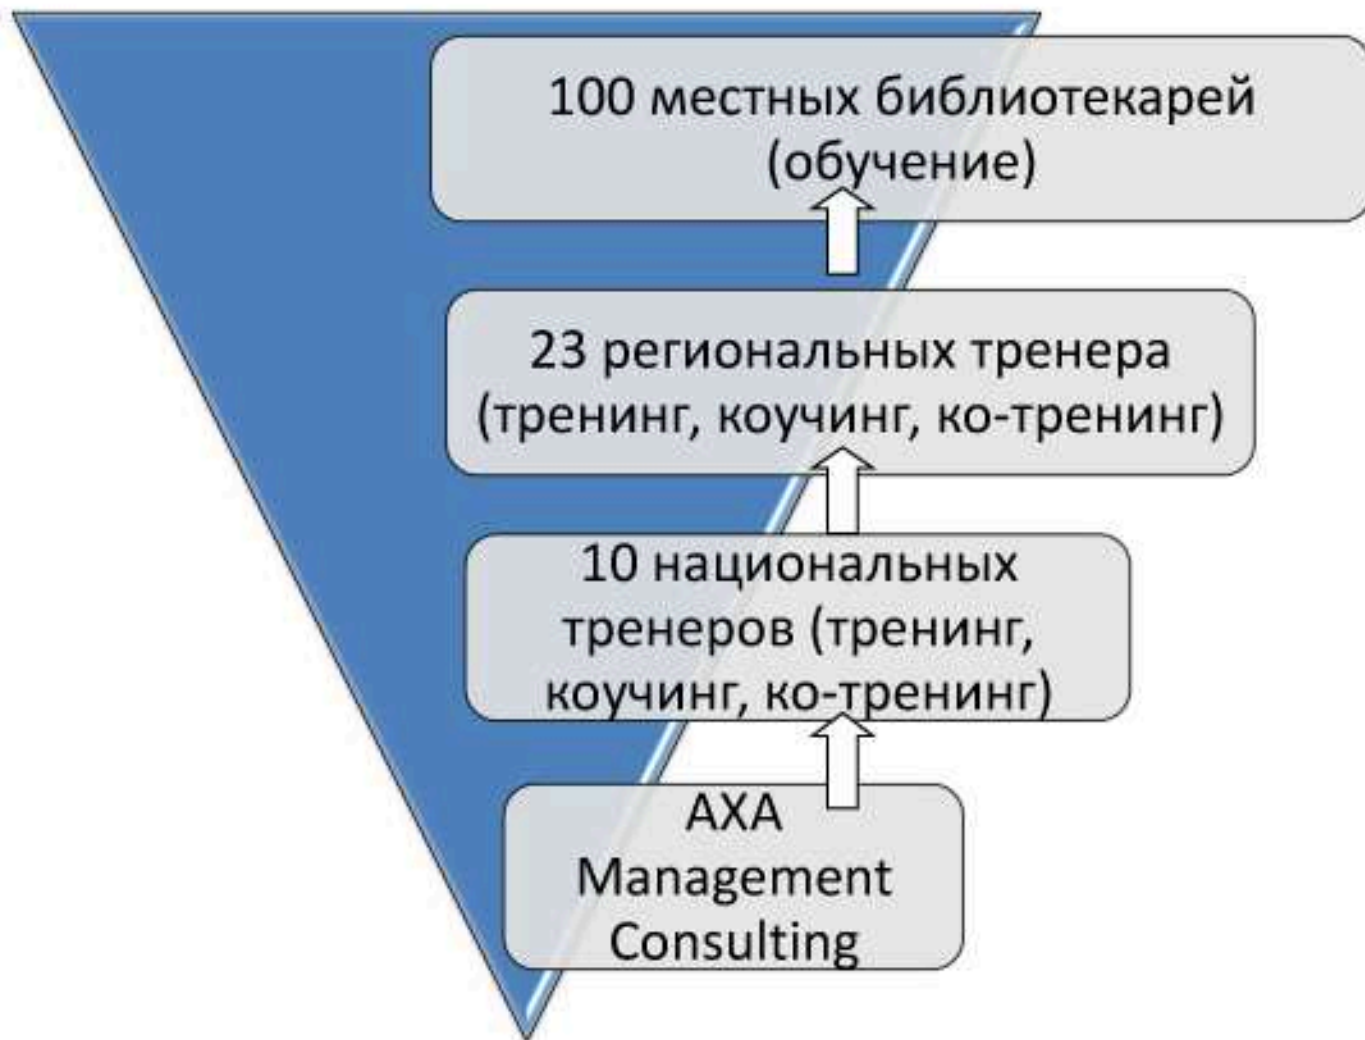 100 местных библиотекарей
(обучение)
23 региональных тренера
(тренинг, коучинг, ко-тренинг)
10 национальных
тренеров (тренинг,
коучинг, ко-тренинг)
AXA
Management
Consulting